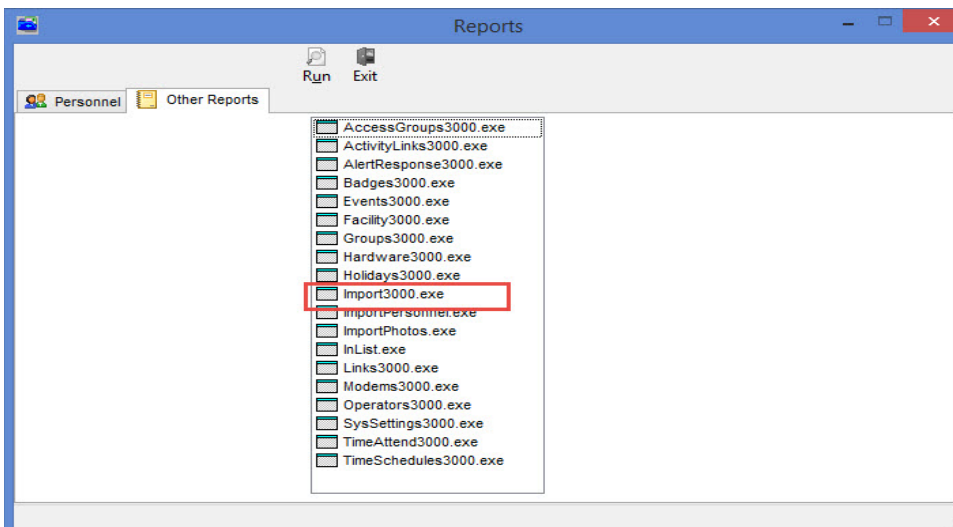 Reports
Run Exit
Personnel Other Reports
AccessGroups3000.exe
ActivityLinks3000.exe
AlertResponse3000.exe
Badges3000.exe
Events3000.exe
Facility3000.exe
Groups3000.exe
Hardware3000.exe
Holidays3000.exe
Import3000.exe
ImportPersonnel.exe
ImportPhotos.exe
InList.exe
Links3000.exe
Modems3000.exe
Operators3000.exe
SysSettings3000.exe
TimeAttend3000.exe
TimeSchedules3000.exe